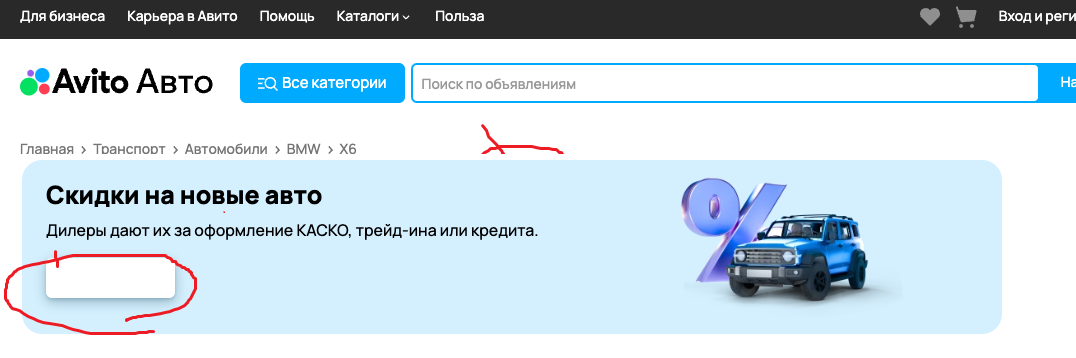 Для бизнеса Карьера в Авито Помощь Каталоги Польза Вход и реги
Avito Авто Все категории Поиск по объявлениям На
Главная > Транспорт > Автомобили > BMW > X6
Скидки на новые авто
Дилеры дают их за оформление КАСКО, трейд-ина или кредита.
%